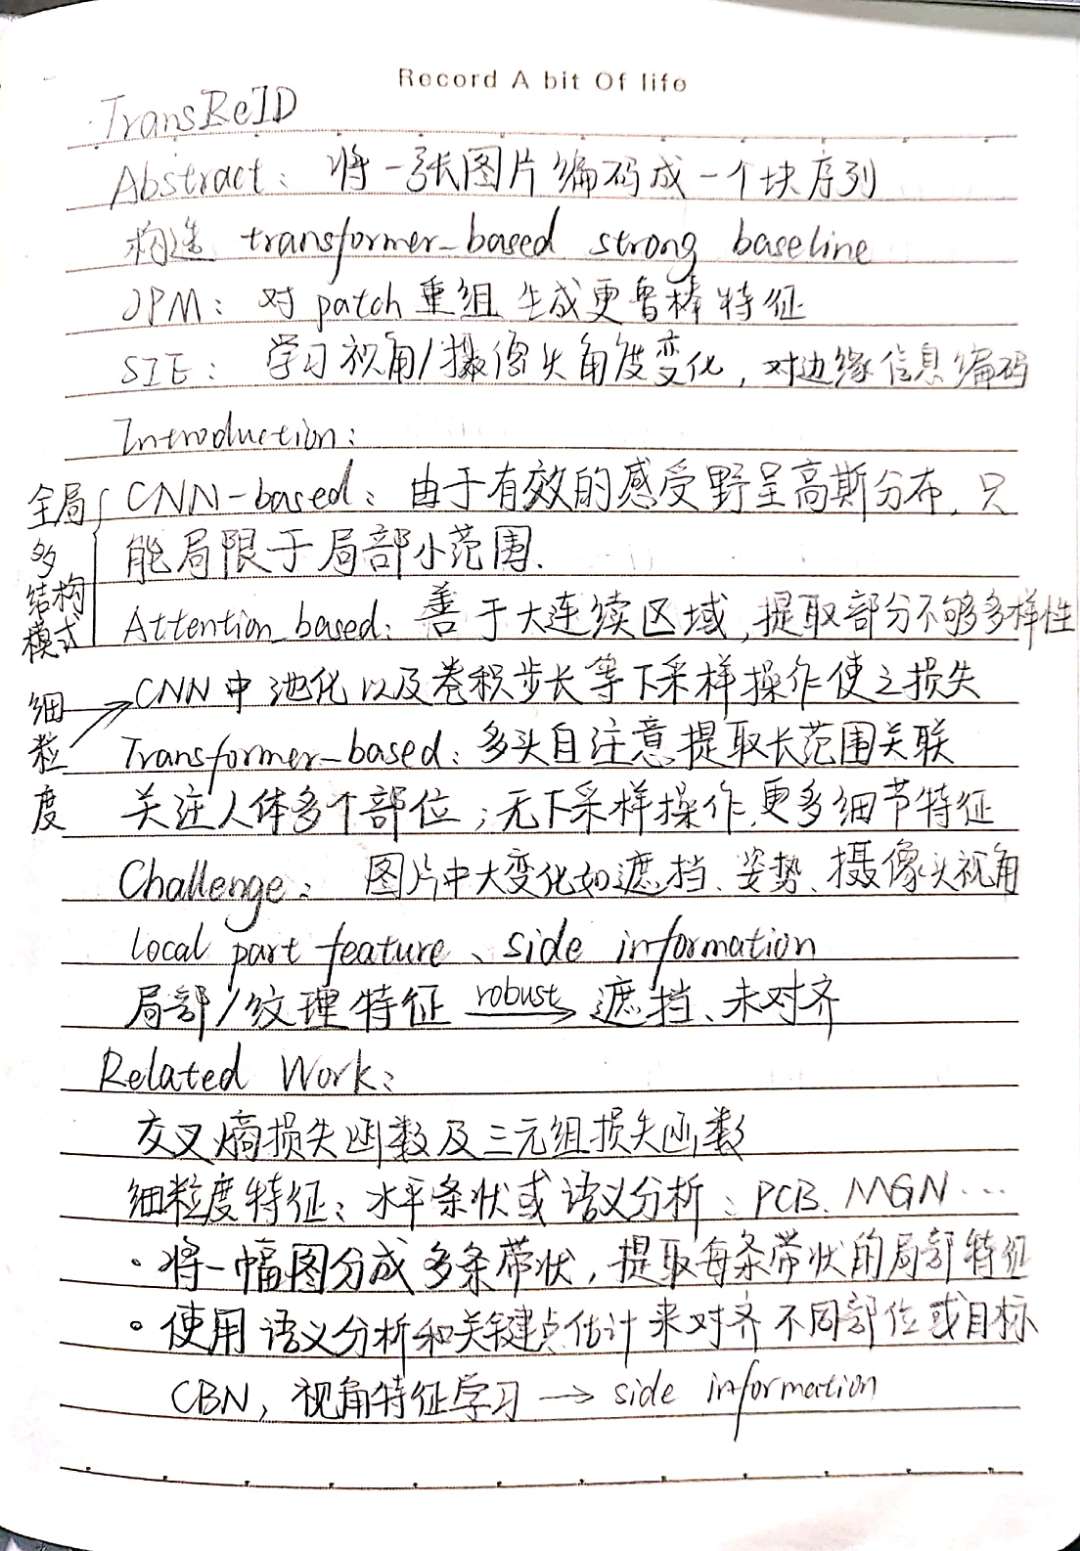 Record A bit Of life
TransReID
Abstract: 将一张图片编码成一个块序列
构造 transformer-based strong baseline
JPM: 对patch重组生成更鲁棒特征
SIE: 学习视角/摄像头角度变化, 对边缘信息编码
Introduction:
全局多结构模式
CNN-based: 由于有效的感受野呈高斯分布, 只
能局限于局部小范围.
Attention_based: 善于大连续区域, 提取部分不够多样性
细粒度
CNN中池化以及卷积步长等下采样操作使之损失
Transformer-based: 多头自注意提取长范围关联
关注人体多个部位; 无下采样操作, 更多细节特征
Challenge: 图片中大变化如遮挡、姿势、摄像头视角
local part feature、side information
局部/纹理特征 robust→ 遮挡、未对齐
Related Work:
交叉熵损失函数及三元组损失函数
细粒度特征: 水平条状或语义分析: PCB、MGN...
· 将一幅图分成多条带状, 提取每条带状的局部特征
。使用语义分析和关键点估计来对齐不同部位或目标
CBN, 视角特征学习 → side information